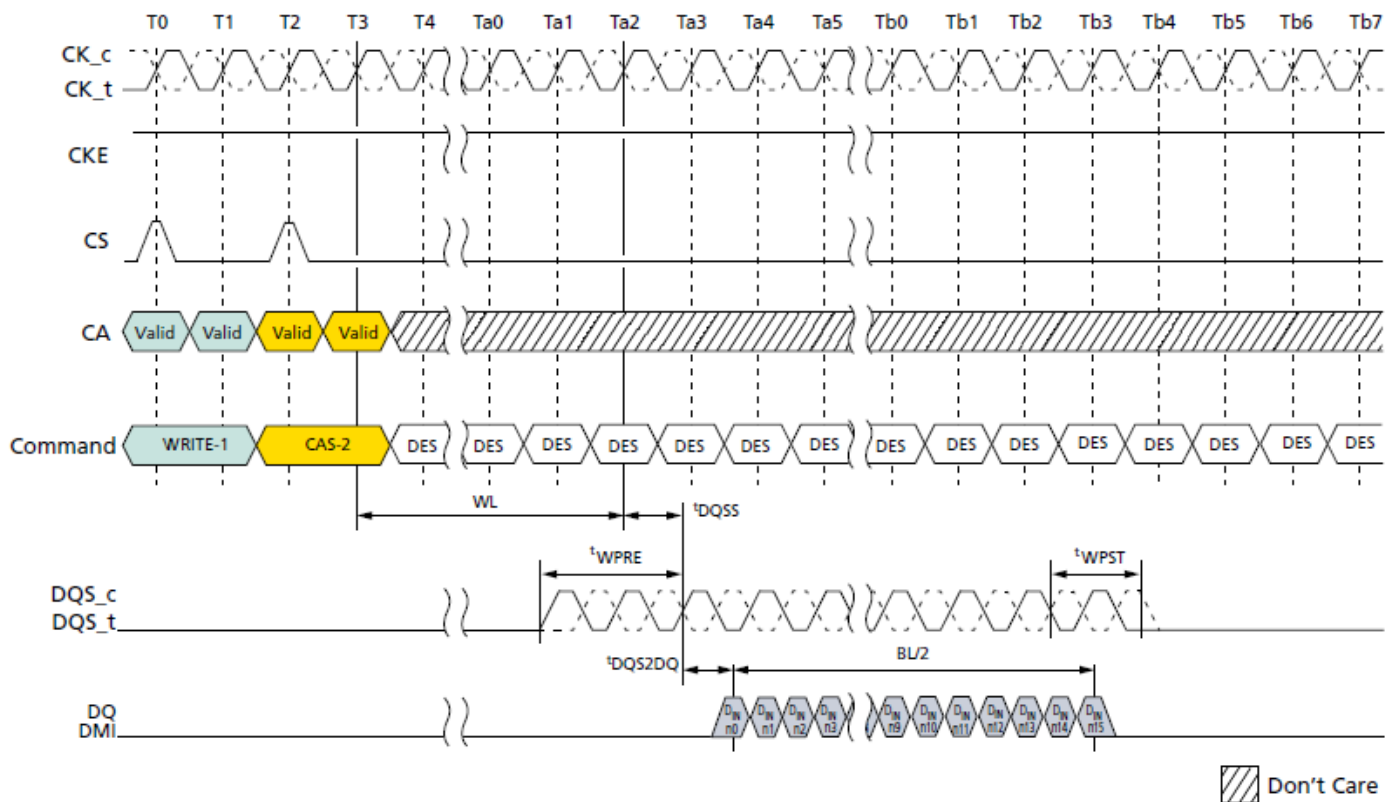 T0 T1 T2 T3 T4 Ta0 Ta1 Ta2 Ta3 Ta4 Ta5 Tb0 Tb1 Tb2 Tb3 Tb4 Tb5 Tb6 Tb7
CK_c
CK_t
CKE
CS
CA Valid Valid Valid Valid
Command WRITE-1 CAS-2 DES DES DES DES DES DES DES DES DES DES DES DES DES DES DES
WL tDQSS
tWPRE tWPST
DQS_c
DQS_t
tDQS2DQ BL/2
DQ DIN DIN DIN DIN DIN DIN DIN DIN DIN DIN DIN
DMI n0 n1 n2 n3 n9 n10 n11 n12 n13 n14 n15
Don't Care